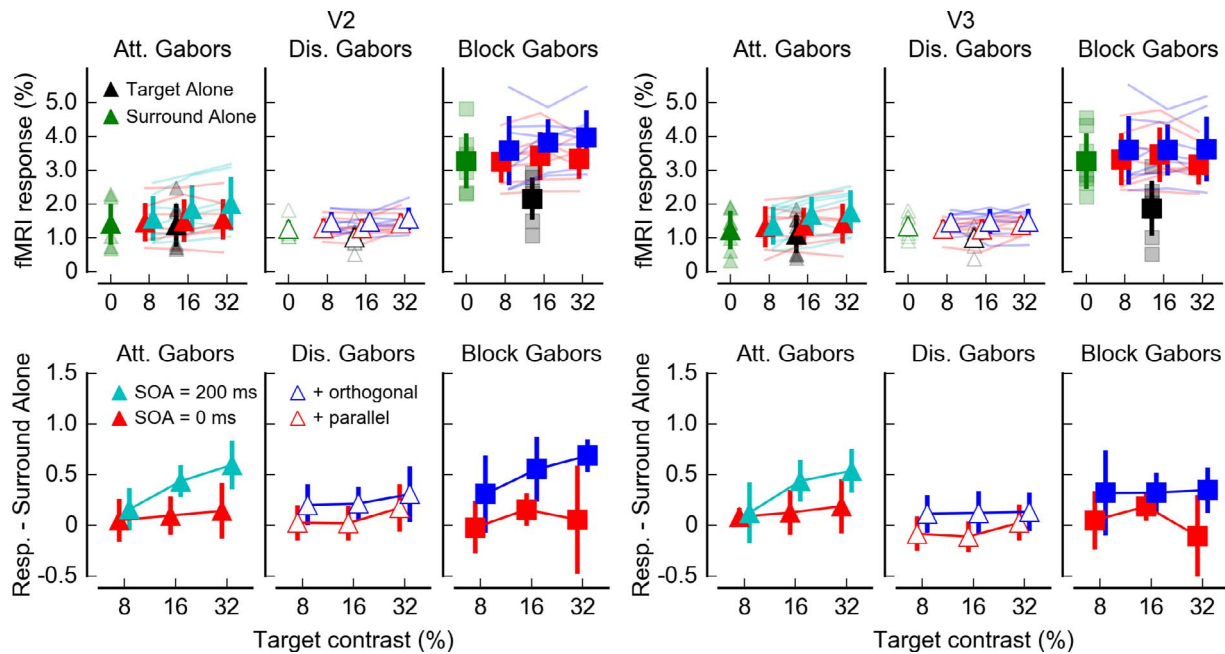 V2
Att. Gabors Dis. Gabors Block Gabors
fMRI response (%)
5.0
4.0
3.0
2.0
1.0
0
Target Alone
Surround Alone
0 8 16 32 0 8 16 32 0 8 16 32
V3
Att. Gabors Dis. Gabors Block Gabors
fMRI response (%)
5.0
4.0
3.0
2.0
1.0
0
0 8 16 32 0 8 16 32 0 8 16 32
Att. Gabors Dis. Gabors Block Gabors
Resp. - Surround Alone
1.5
1.0
0.5
0
-0.5
SOA = 200 ms
SOA = 0 ms
+ orthogonal
+ parallel
8 16 32 8 16 32 8 16 32
Target contrast (%)
Att. Gabors Dis. Gabors Block Gabors
Resp. - Surround Alone
1.5
1.0
0.5
0
-0.5
8 16 32 8 16 32 8 16 32
Target contrast (%)